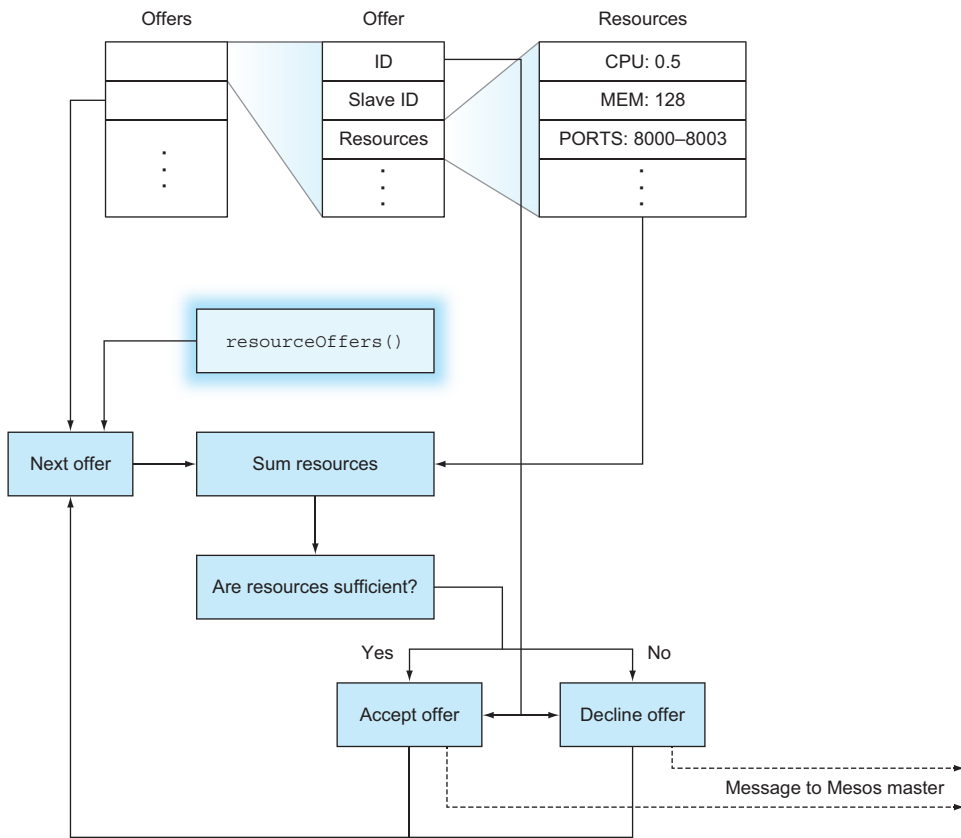 Offers
Offer
Resources
ID
CPU: 0.5
Slave ID
MEM: 128
Resources
PORTS: 8000–8003
resourceOffers()
Next offer
Sum resources
Are resources sufficient?
Yes
No
Accept offer
Decline offer
Message to Mesos master